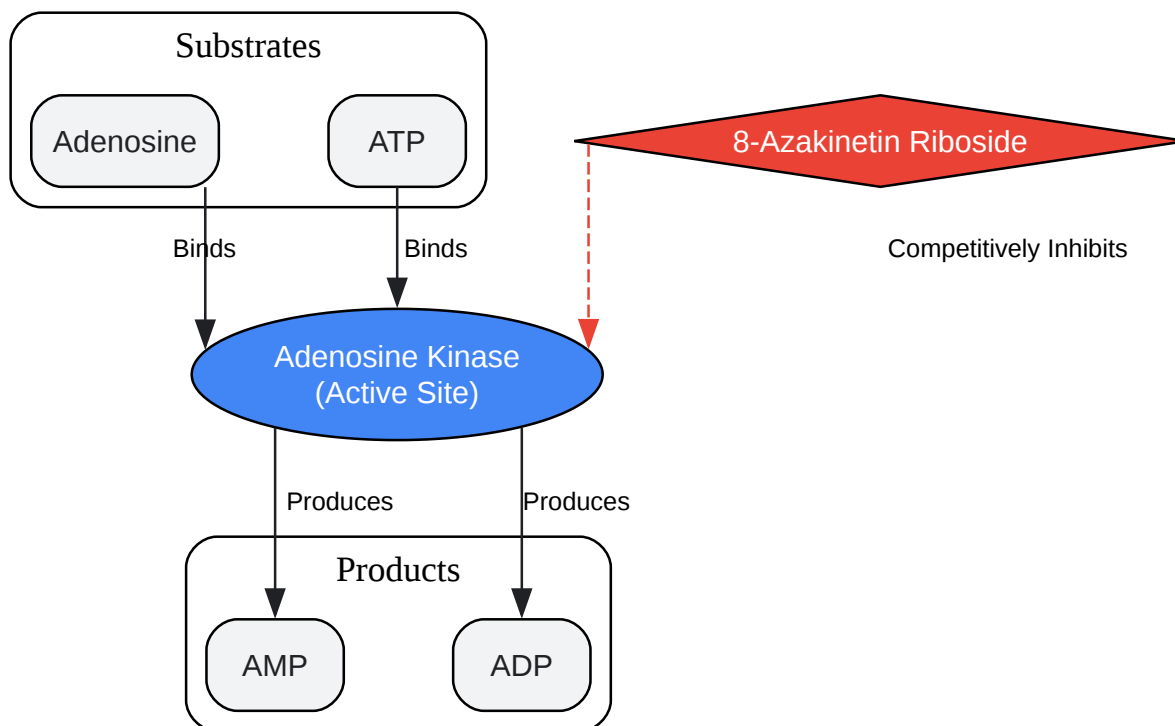 Substrates
Adenosine
ATP
8-Azakinetin Riboside
Binds
Binds
Competitively Inhibits
Adenosine Kinase
(Active Site)
Produces
Produces
Products
AMP
ADP